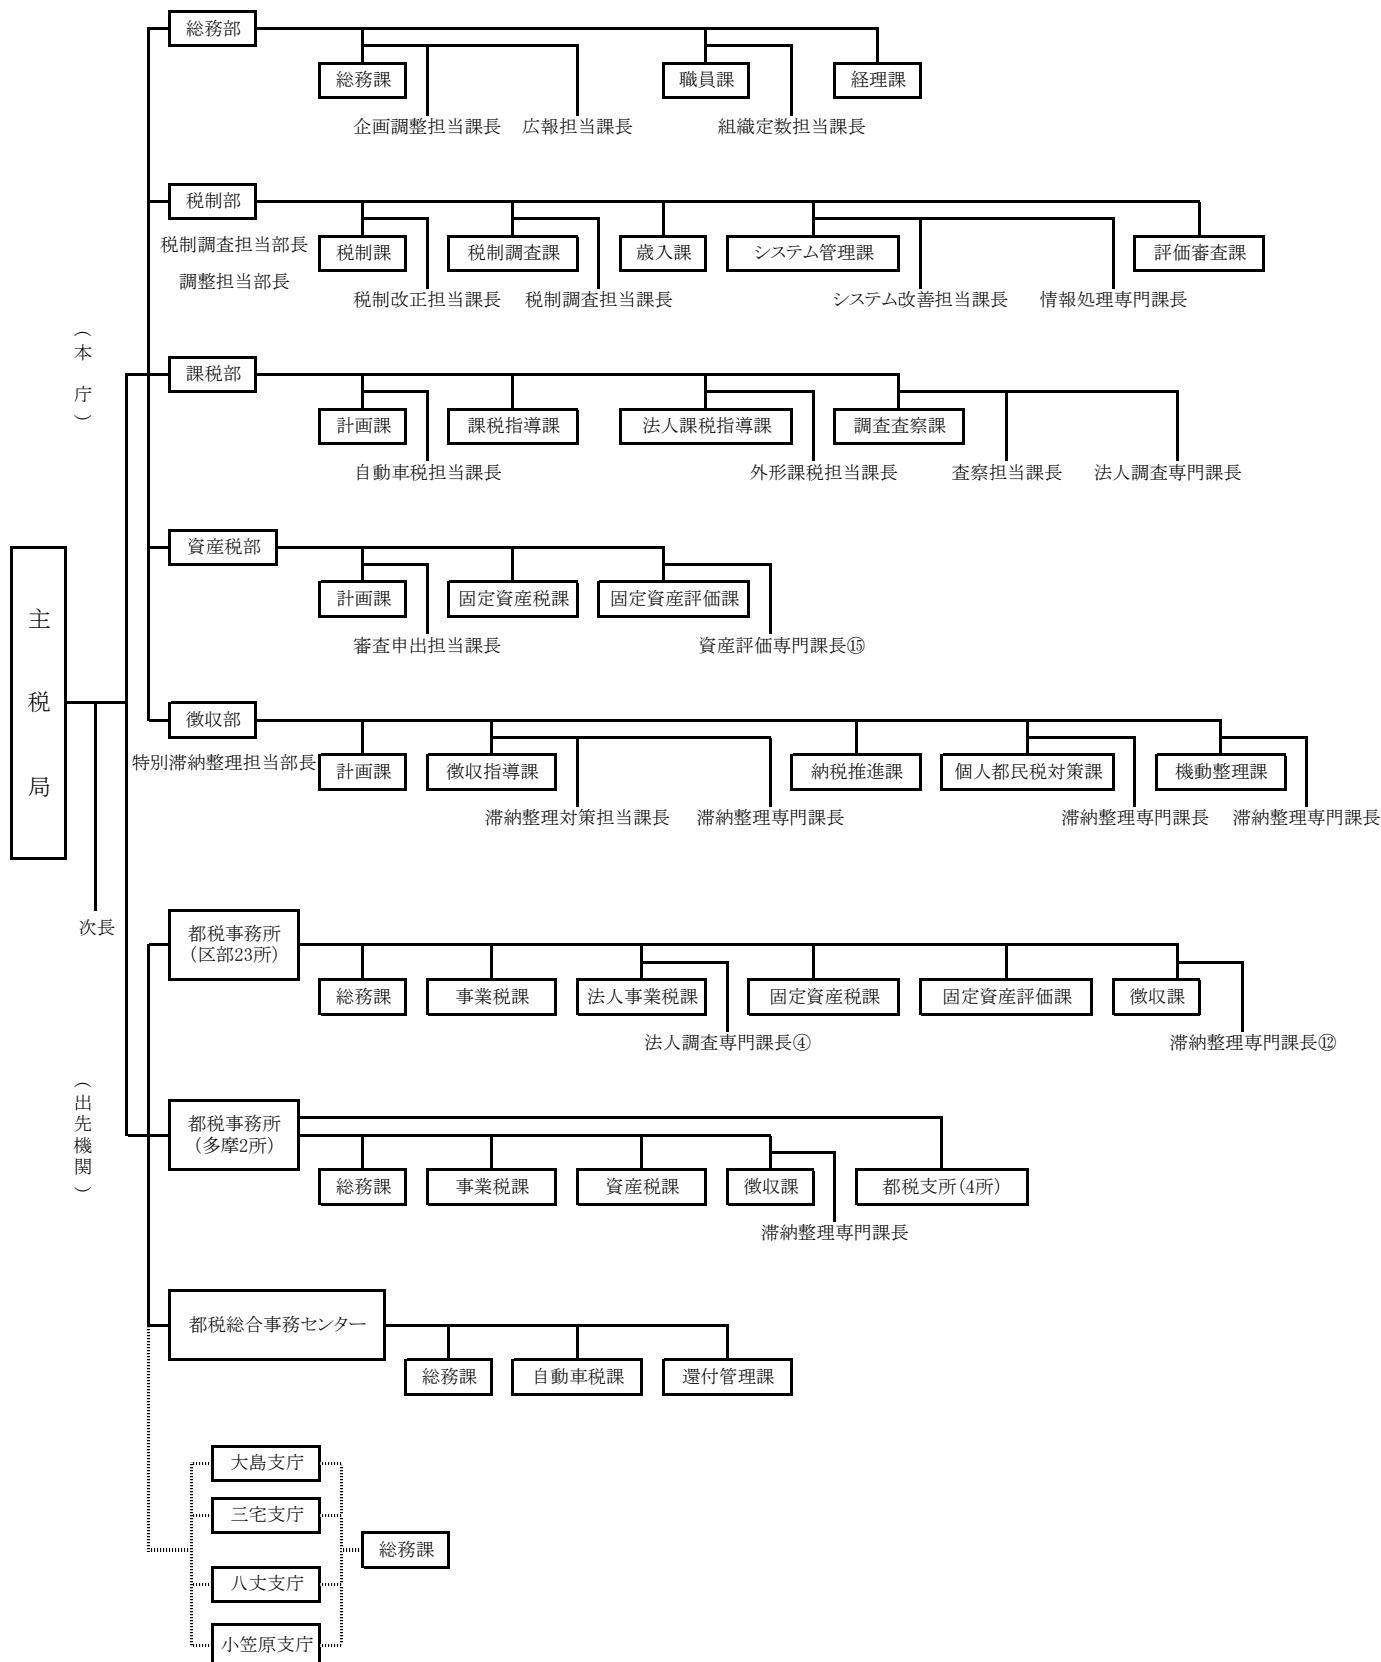 総務部
総務課
職員課
経理課
企画調整担当課長
広報担当課長
組織定数担当課長
税制部
税制調査担当部長
調整担当部長
税制課
税制調査課
歳入課
システム管理課
評価審査課
税制改正担当課長
税制調査担当課長
システム改善担当課長
情報処理専門課長
（本　庁）
課税部
計画課
課税指導課
法人課税指導課
調査査察課
自動車税担当課長
外形課税担当課長
査察担当課長
法人調査専門課長
資産税部
計画課
固定資産税課
固定資産評価課
審査申出担当課長
資産評価専門課長⑮
主税局
徴収部
特別滞納整理担当部長
計画課
徴収指導課
納税推進課
個人都民税対策課
機動整理課
滞納整理対策担当課長
滞納整理専門課長
滞納整理専門課長
滞納整理専門課長
次長
都税事務所
（区部23所）
総務課
事業税課
法人事業税課
固定資産税課
固定資産評価課
徴収課
法人調査専門課長④
滞納整理専門課長⑫
（出先機関）
都税事務所
（多摩2所）
総務課
事業税課
資産税課
徴収課
都税支所（4所）
滞納整理専門課長
都税総合事務センター
総務課
自動車税課
還付管理課
大島支庁
三宅支庁
総務課
八丈支庁
小笠原支庁